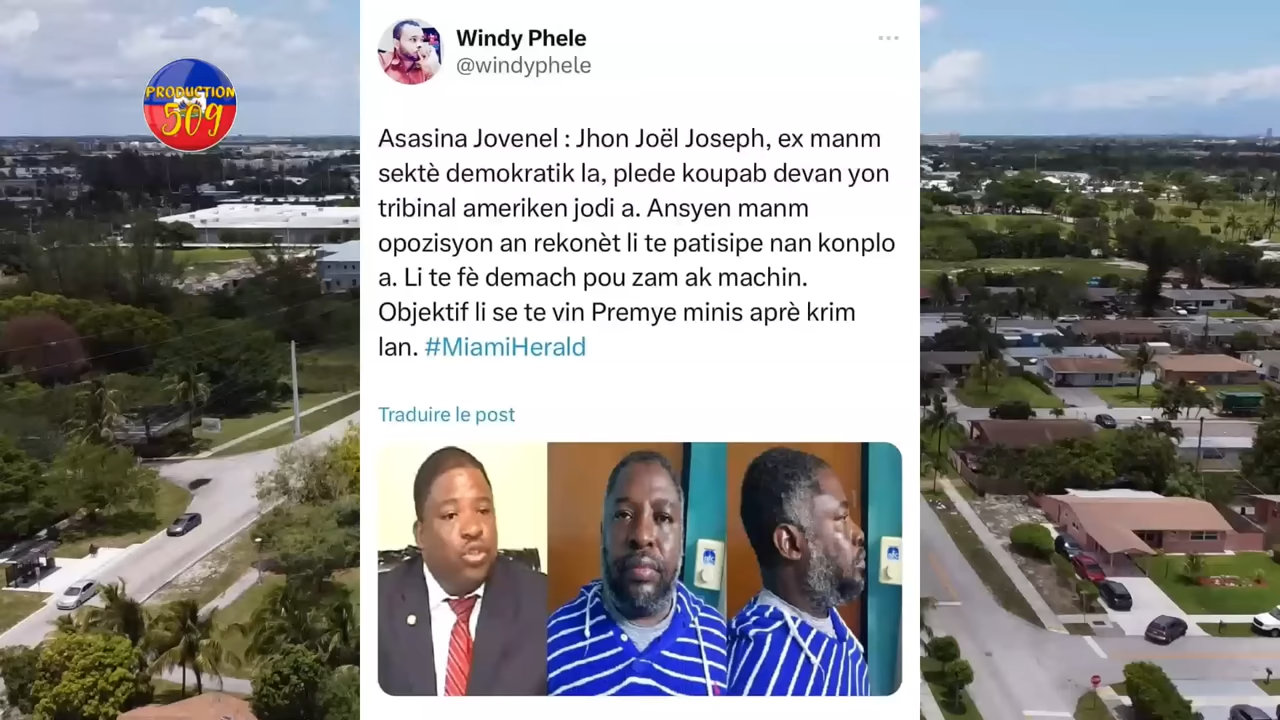 PRODUCTION
509
Windy Phele
@windyphele
Asasina Jovenel : Jhon Joël Joseph, ex manm
sektè demokratik la, plede koupab devan yon
tribinal ameriken jodi a. Ansyen manm
opozisyon an rekonèt li te patisipe nan konplo
a. Li te fè demach pou zam ak machin.
Objektif li se te vin Premye minis aprè krim
lan. #MiamiHerald
Traduire le post